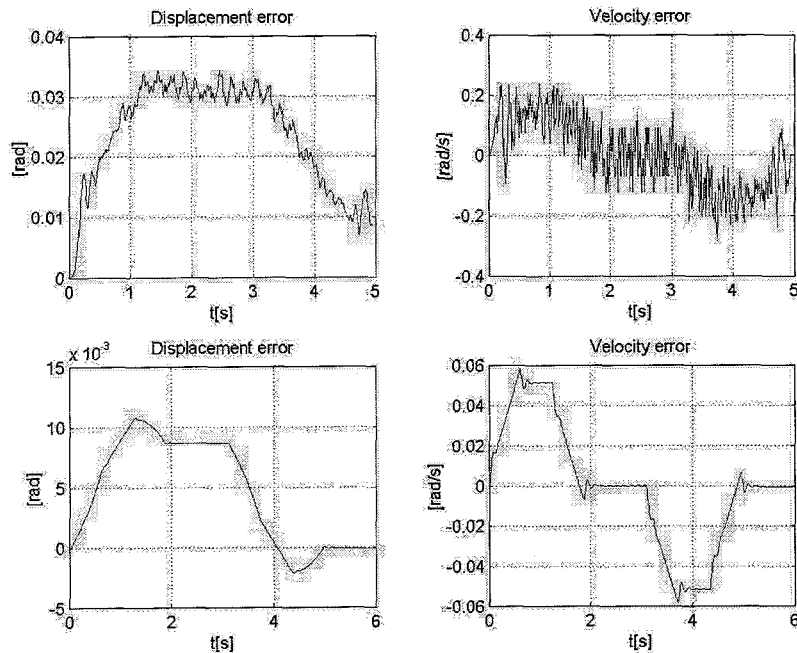 Displacement error
0.04
0.03
0.02
0.01
0
[rad]
0 1 2 3 4 5
t[s]
Velocity error
0.4
0.2
0
-0.2
-0.4
[rad/s]
0 1 2 3 4 5
t[s]
Displacement error
x 10^-3
15
10
5
0
-5
[rad]
0 2 4 6
t[s]
Velocity error
0.06
0.04
0.02
0
-0.02
-0.04
-0.06
[rad/s]
0 2 4 6
t[s]